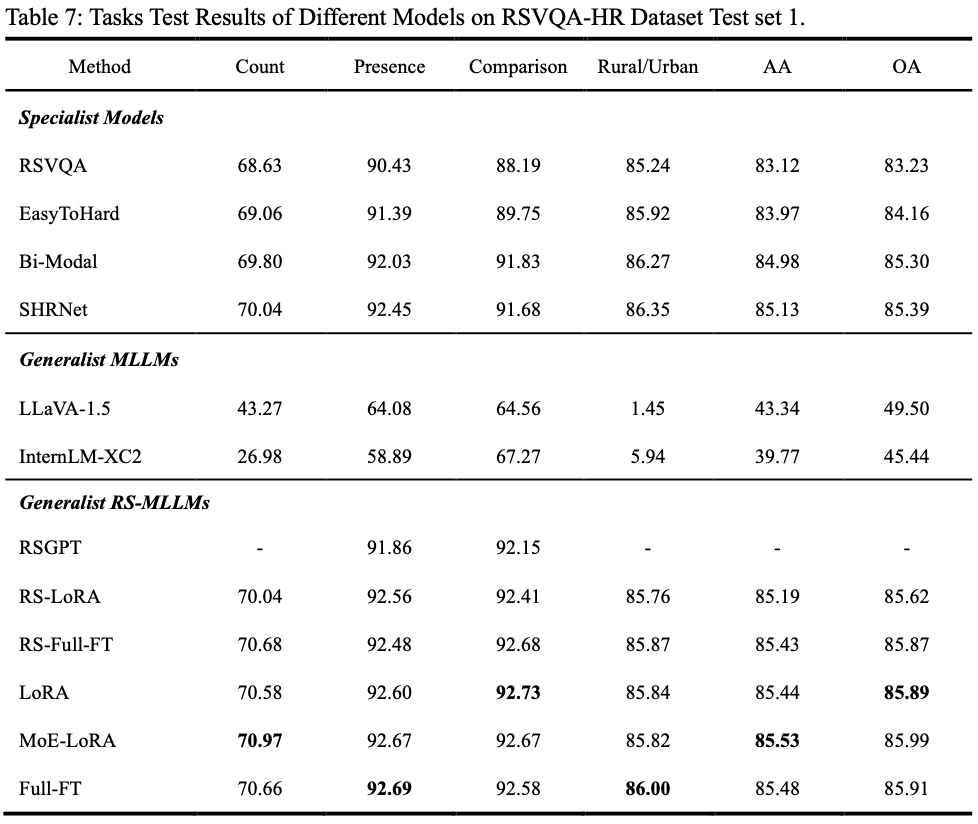 Table 7: Tasks Test Results of Different Models on RSVQA-HR Dataset Test set 1.
Method Count Presence Comparison Rural/Urban AA OA
Specialist Models
RSVQA 68.63 90.43 88.19 85.24 83.12 83.23
EasyToHard 69.06 91.39 89.75 85.92 83.97 84.16
Bi-Modal 69.80 92.03 91.83 86.27 84.98 85.30
SHRNet 70.04 92.45 91.68 86.35 85.13 85.39
Generalist MLLMs
LLaVA-1.5 43.27 64.08 64.56 1.45 43.34 49.50
InternLM-XC2 26.98 58.89 67.27 5.94 39.77 45.44
Generalist RS-MLLMs
RSGPT - 91.86 92.15 - - -
RS-LoRA 70.04 92.56 92.41 85.76 85.19 85.62
RS-Full-FT 70.68 92.48 92.68 85.87 85.43 85.87
LoRA 70.58 92.60 92.73 85.84 85.44 85.89
MoE-LoRA 70.97 92.67 92.67 85.82 85.53 85.99
Full-FT 70.66 92.69 92.58 86.00 85.48 85.91